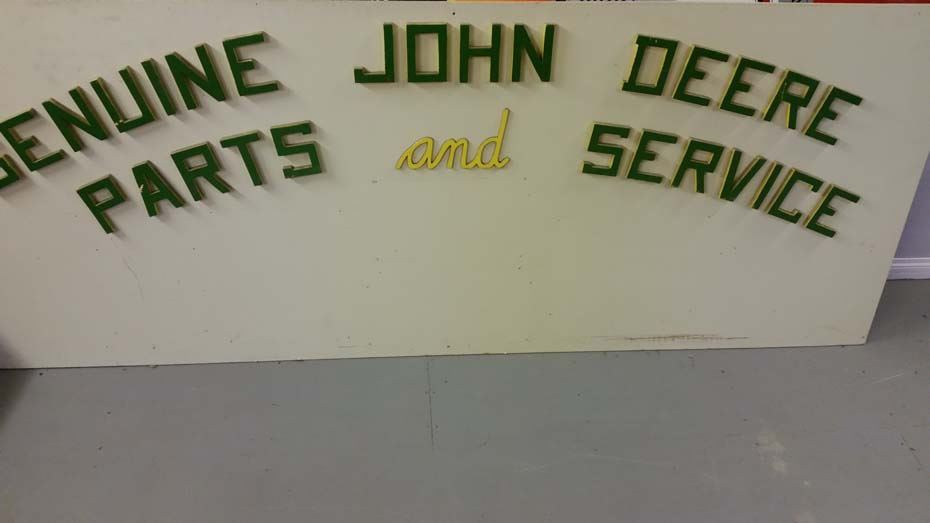 GENUINE JOHN DEERE
PARTS and SERVICE